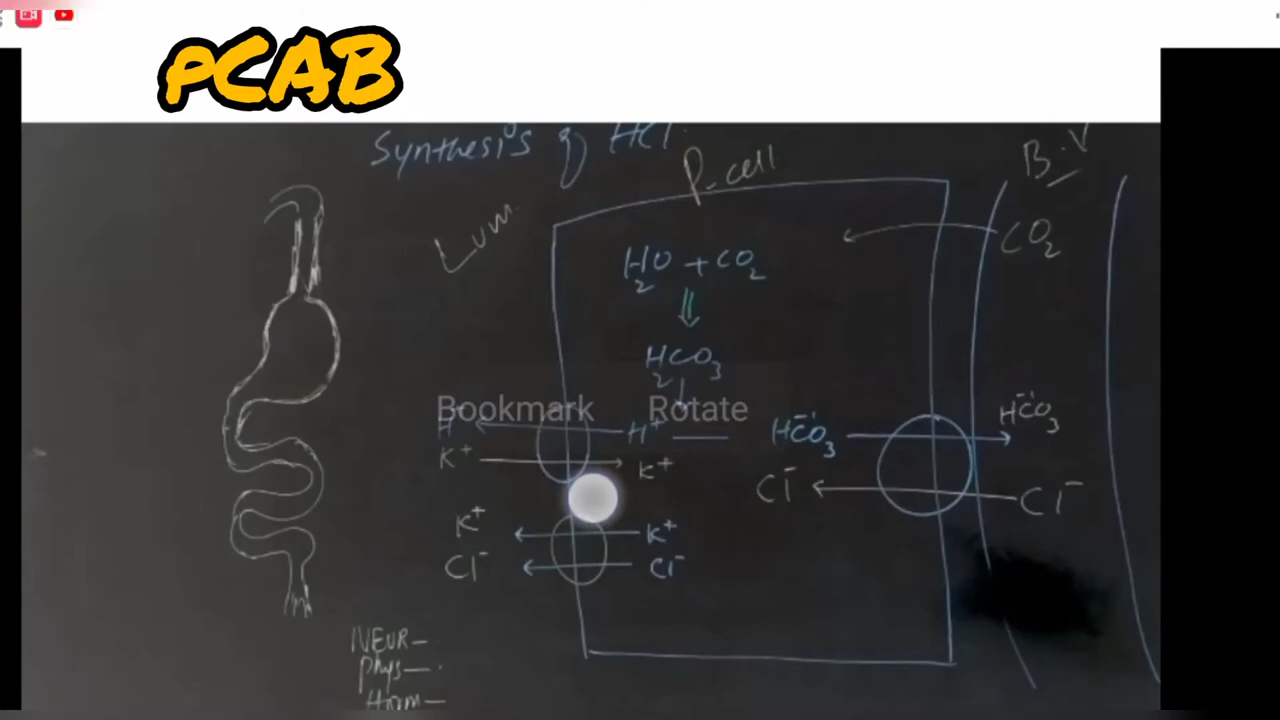 PCAB
Synthesis of HCl.
P-cell
B.V
Lum.
CO2
H2O + CO2
H2CO3
Bookmark Rotate
H+ H+
HCO3- HCO3-
K+ K+
Cl- Cl-
K+ K+
Cl- Cl-
NEUR-
Phys-
Horm-